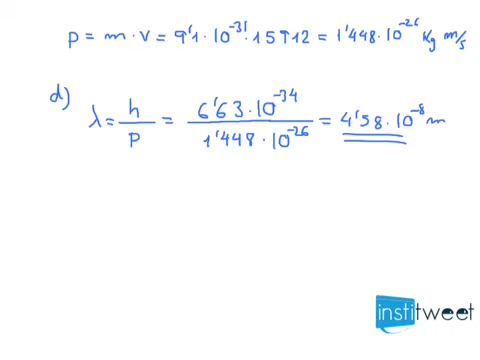 p = m · v = 9'1 · 10^-31 · 15912 = 1'448 · 10^-26 Kg m/s
d) λ = h/p = 6'63 · 10^-34 / 1'448 · 10^-26 = 4'58 · 10^-8 m
institweet